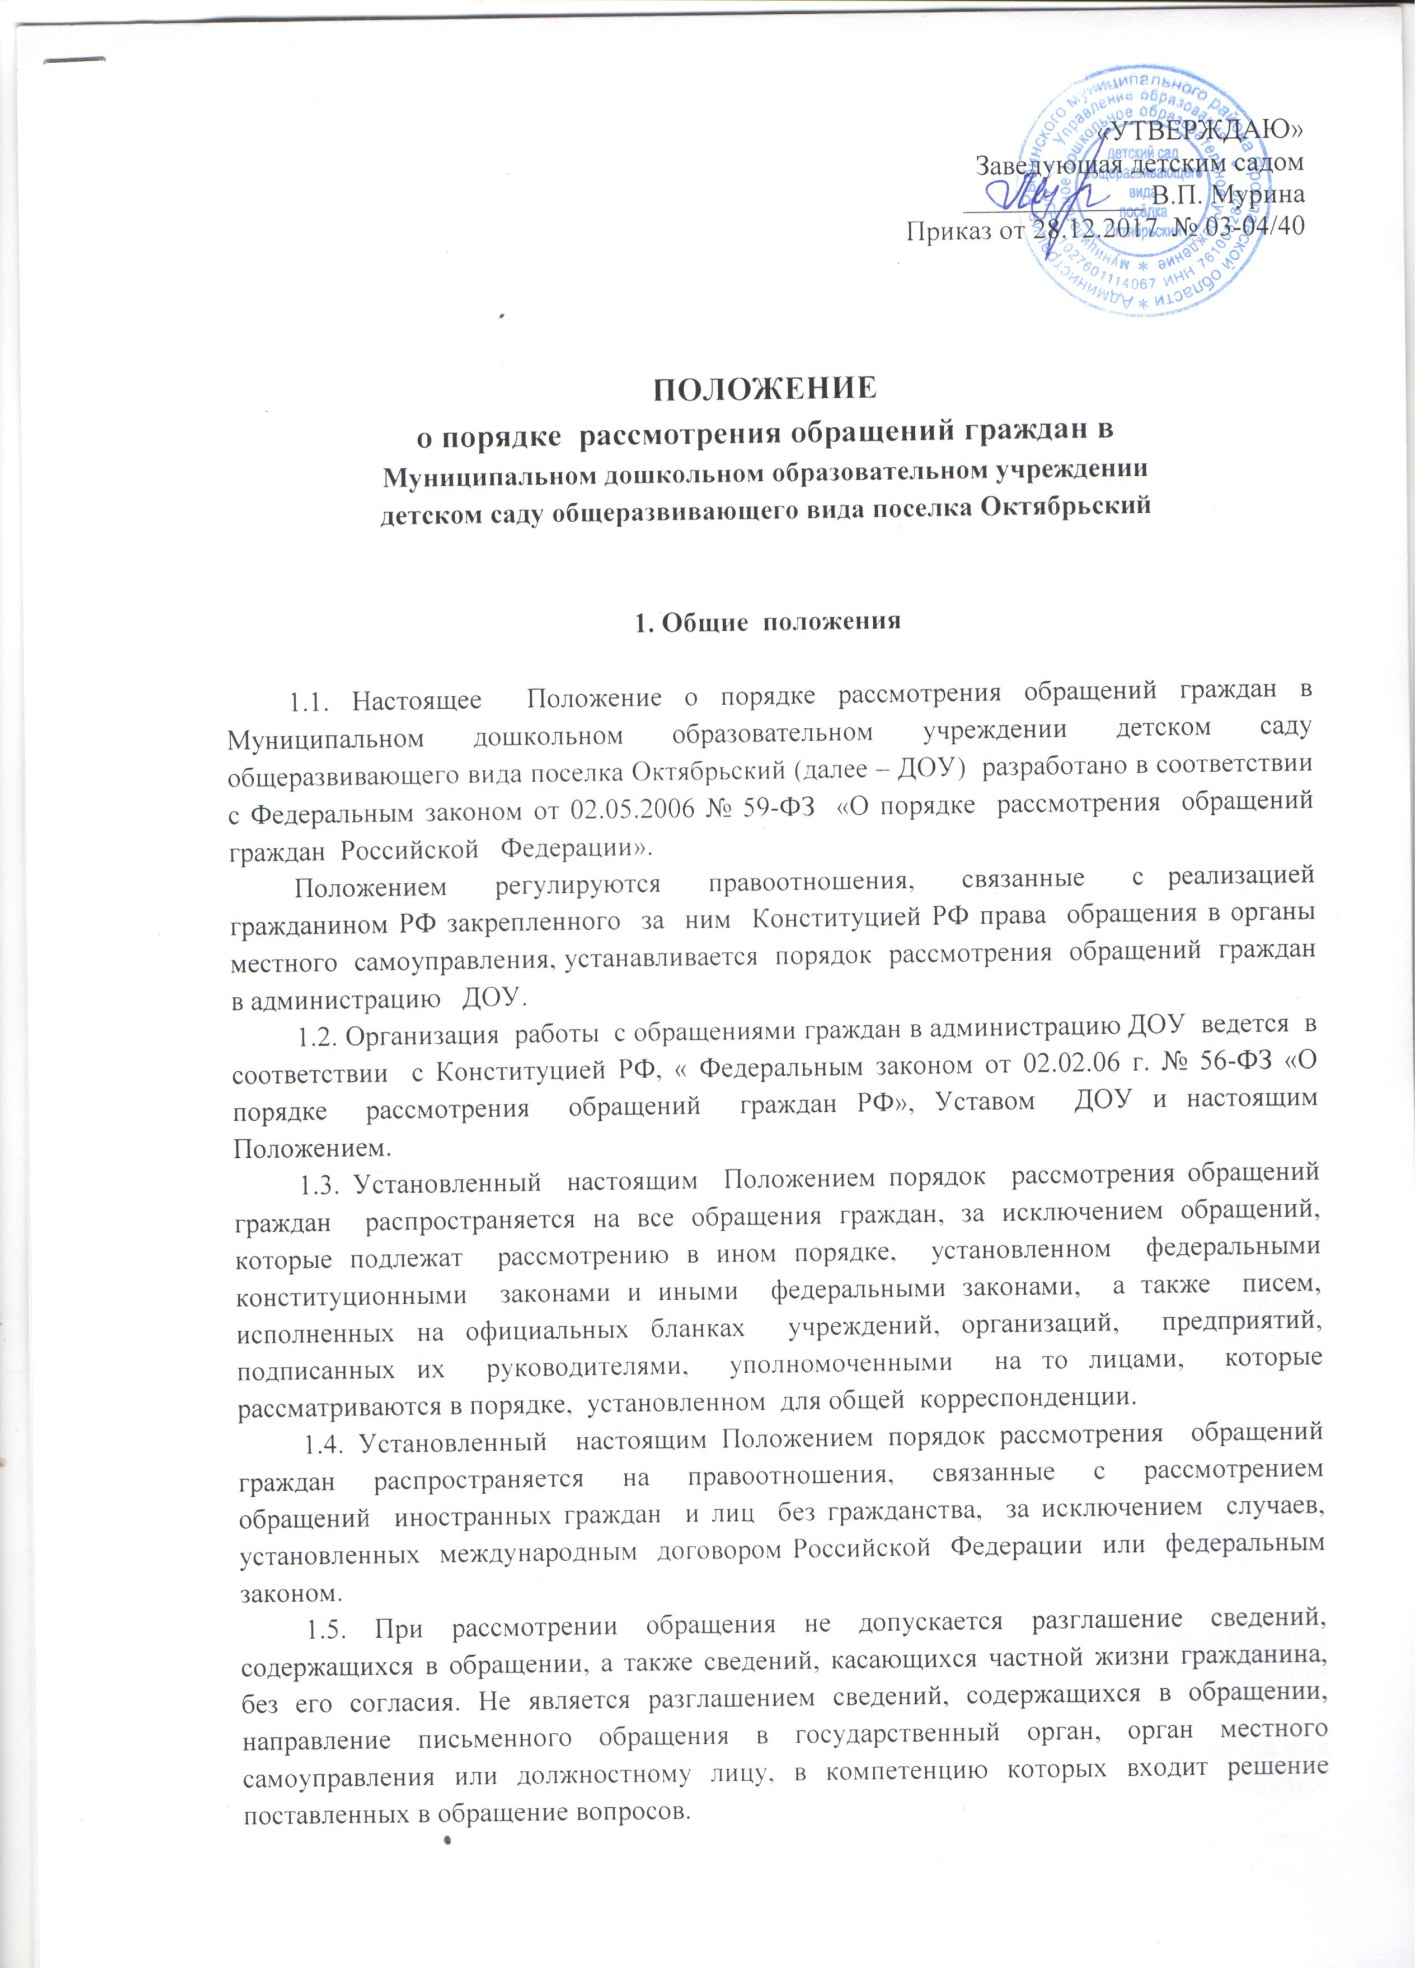 «УТВЕРЖДАЮ»
Заведующая детским садом
В.П. Мурина
Приказ от 28.12.2017 № 03-04/40
детский сад
общеразвивающего
вида
посёлка
Октябрьский
ПОЛОЖЕНИЕ
о порядке рассмотрения обращений граждан в
Муниципальном дошкольном образовательном учреждении
детском саду общеразвивающего вида поселка Октябрьский
1. Общие положения
1.1. Настоящее Положение о порядке рассмотрения обращений граждан в
Муниципальном дошкольном образовательном учреждении детском саду
общеразвивающего вида поселка Октябрьский (далее – ДОУ) разработано в соответствии
с Федеральным законом от 02.05.2006 № 59-ФЗ «О порядке рассмотрения обращений
граждан Российской Федерации».
Положением регулируются правоотношения, связанные с реализацией
гражданином РФ закрепленного за ним Конституцией РФ права обращения в органы
местного самоуправления, устанавливается порядок рассмотрения обращений граждан
в администрацию ДОУ.
1.2. Организация работы с обращениями граждан в администрацию ДОУ ведется в
соответствии с Конституцией РФ, « Федеральным законом от 02.02.06 г. № 56-ФЗ «О
порядке рассмотрения обращений граждан РФ», Уставом ДОУ и настоящим
Положением.
1.3. Установленный настоящим Положением порядок рассмотрения обращений
граждан распространяется на все обращения граждан, за исключением обращений,
которые подлежат рассмотрению в ином порядке, установленном федеральными
конституционными законами и иными федеральными законами, а также писем,
исполненных на официальных бланках учреждений, организаций, предприятий,
подписанных их руководителями, уполномоченными на то лицами, которые
рассматриваются в порядке, установленном для общей корреспонденции.
1.4. Установленный настоящим Положением порядок рассмотрения обращений
граждан распространяется на правоотношения, связанные с рассмотрением
обращений иностранных граждан и лиц без гражданства, за исключением случаев,
установленных международным договором Российской Федерации или федеральным
законом.
1.5. При рассмотрении обращения не допускается разглашение сведений,
содержащихся в обращении, а также сведений, касающихся частной жизни гражданина,
без его согласия. Не является разглашением сведений, содержащихся в обращении,
направление письменного обращения в государственный орган, орган местного
самоуправления или должностному лицу, в компетенцию которых входит решение
поставленных в обращение вопросов.